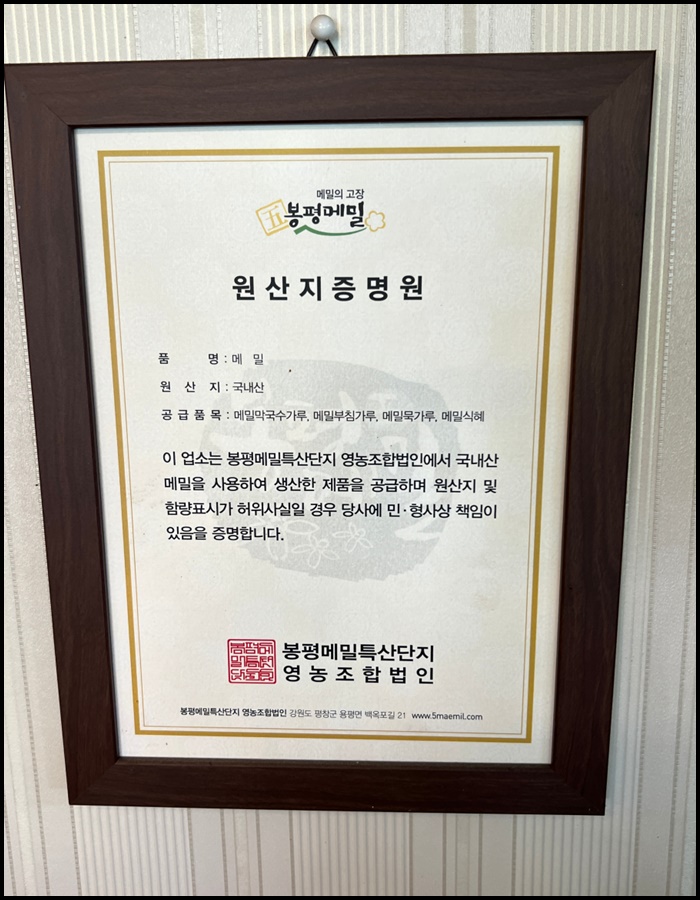 메밀의 고장
五봉평메밀
원산지증명원
품 명 : 메 밀
원 산 지 : 국내산
공급품목 : 메밀막국수가루, 메밀부침가루, 메밀묵가루, 메밀식혜
이 업소는 봉평메밀특산단지 영농조합법인에서 국내산
메밀을 사용하여 생산한 제품을 공급하며 원산지 및
함량표시가 허위사실일 경우 당사에 민·형사상 책임이
있음을 증명합니다.
봉평메밀특산단지
영농조합법인
봉평메밀특산단지 영농조합법인 강원도 평창군 용평면 백옥포길 21 www.5maemil.com